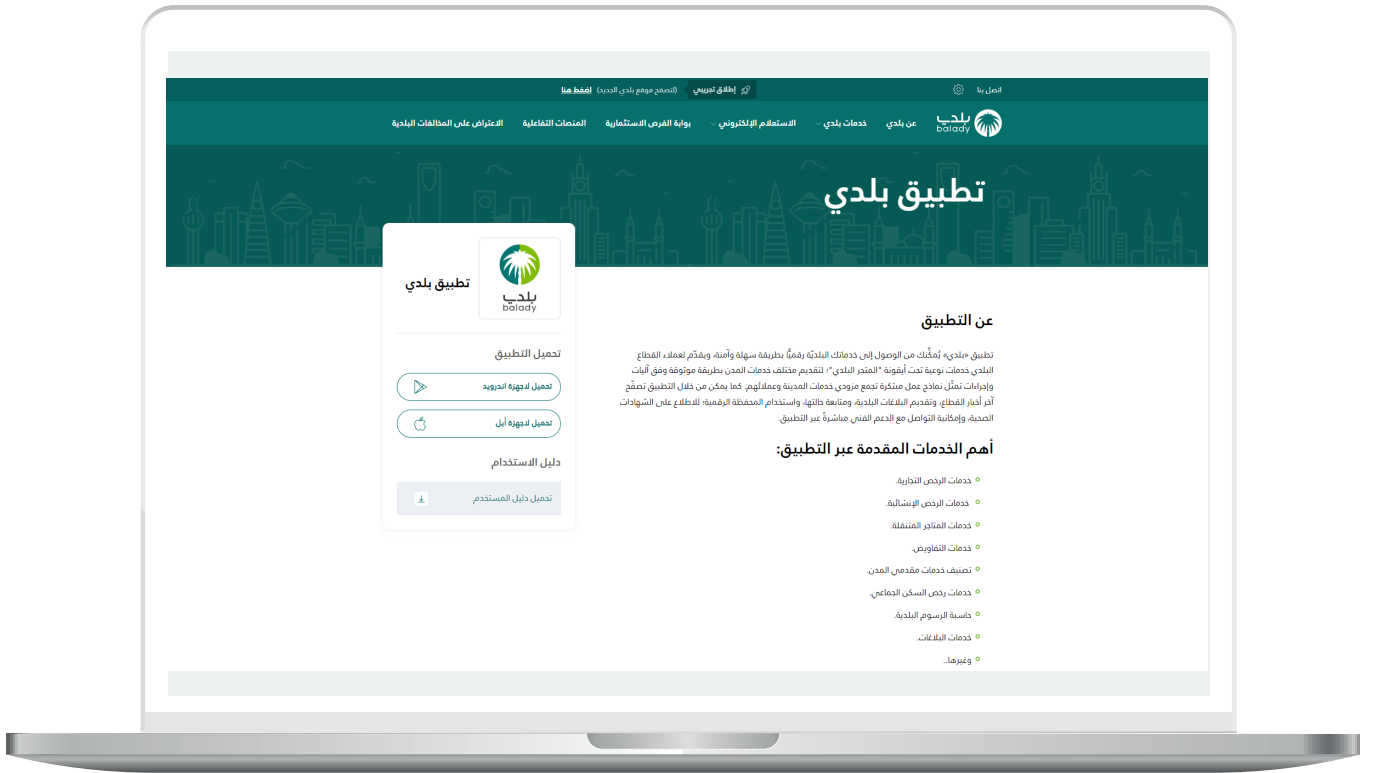 اتصل بنا
إطلاق تجريبي (لتصفح موقع بلدي الجديد) اضغط هنا
بلدي
balady
عن بلدي
خدمات بلدي
الاستعلام الإلكتروني
بوابة الفرص الاستثمارية
المنصات التفاعلية
الاعتراض على المخالفات البلدية
تطبيق بلدي
عن التطبيق
تطبيق «بلدي» يُمكِّنك من الوصول إلى خدماتك البلديّة رقميًّا بطريقة سهلة وآمنة، ويقدّم لعملاء القطاع
البلدي خدمات نوعية تحت أيقونة "المتجر البلدي"؛ لتقديم مختلف خدمات المدن بطريقة موثوقة وفق آليات
وإجراءات تمثّل نماذج عمل مبتكرة تجمع مزودي خدمات المدينة وعملائهم. كما يمكن من خلال التطبيق تصفّح
آخر أخبار القطاع، وتقديم البلاغات البلدية، ومتابعة حالتها، واستخدام المحفظة الرقمية؛ للاطلاع على الشهادات
الصحية، وإمكانية التواصل مع الدعم الفني مباشرةً عبر التطبيق.
أهم الخدمات المقدمة عبر التطبيق:
خدمات الرخص التجارية.
خدمات الرخص الإنشائية.
خدمات المتاجر المتنقلة.
خدمات التفاويض.
تصنيف خدمات مقدمي المدن.
خدمات رخص السكن الجماعي.
حاسبة الرسوم البلدية.
خدمات البلاغات.
وغيرها..
بلدي
balady
تطبيق بلدي
تحميل التطبيق
تحميل لاجهزة اندرويد
تحميل لاجهزة أبل
دليل الاستخدام
تحميل دليل المستخدم